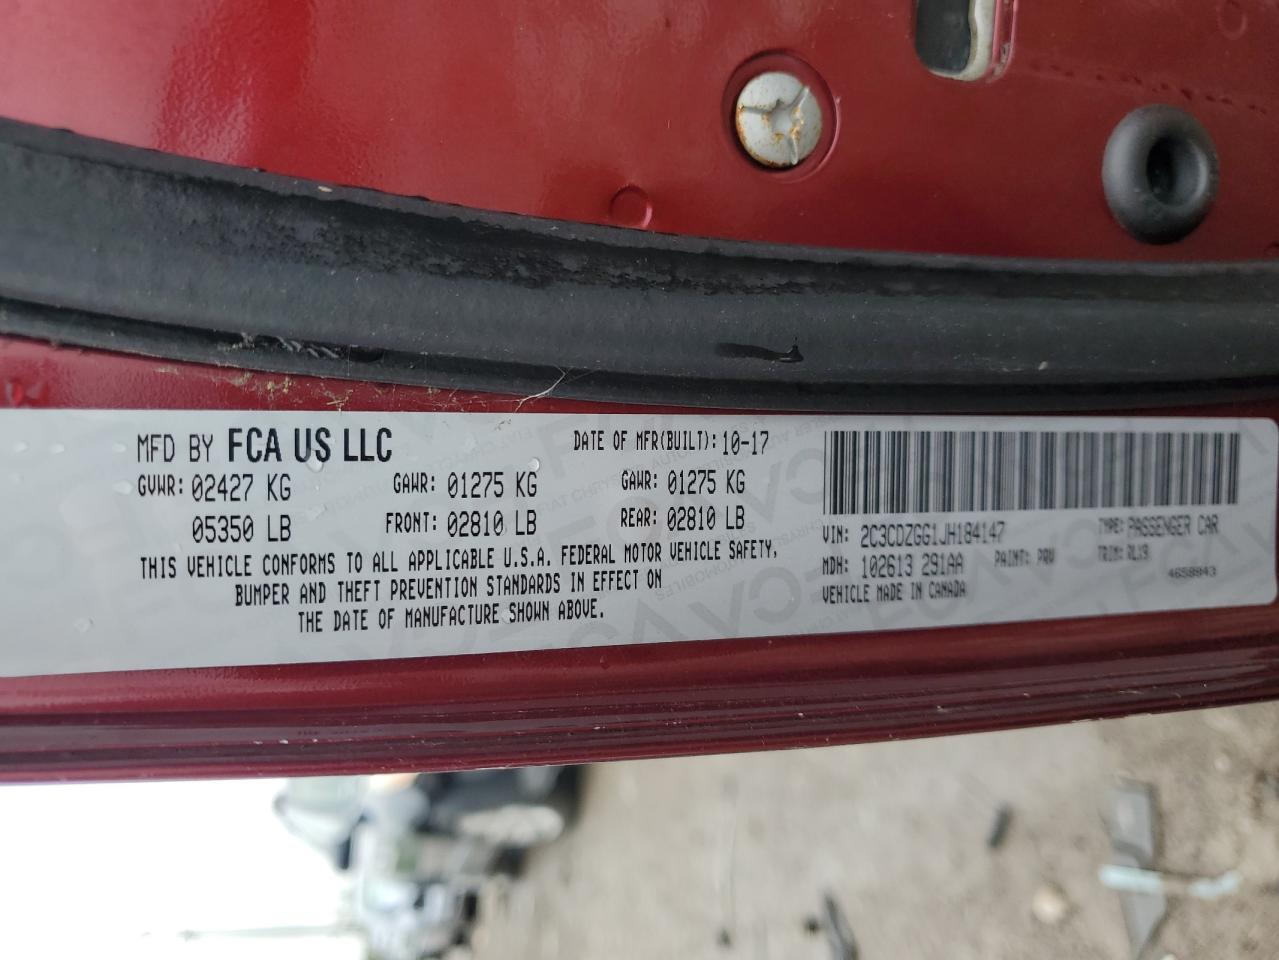 MFD BY FCA US LLC DATE OF MFR(BUILT): 10-17
GVWR: 02427 KG GAWR: 01275 KG GAWR: 01275 KG
05350 LB FRONT: 02810 LB REAR: 02810 LB
THIS VEHICLE CONFORMS TO ALL APPLICABLE U.S.A. FEDERAL MOTOR VEHICLE SAFETY,
BUMPER AND THEFT PREVENTION STANDARDS IN EFFECT ON
THE DATE OF MANUFACTURE SHOWN ABOVE.
VIN: 2C3CDZGG1JH184147 TYPE: PASSENGER CAR
MDH: 102613 291AA PAINT: PRV TRIM: RLX9
VEHICLE MADE IN CANADA 4658843